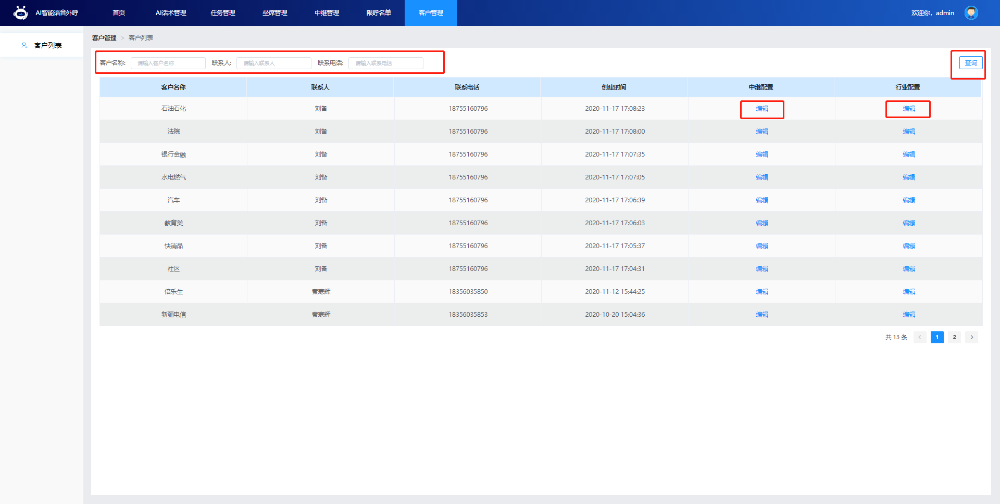 AI智能语音外呼 首页 AI话术管理 任务管理 坐席管理 中继管理 限呼名单 客户管理 欢迎你，admin
客户列表
客户管理 > 客户列表
客户名称: 请输入客户名称 联系人: 请输入联系人 联系电话: 请输入联系电话 查询
客户名称 联系人 联系电话 创建时间 中继配置 行业配置
石油石化 刘备 18755160796 2020-11-17 17:08:23 编辑 编辑
法院 刘备 18755160796 2020-11-17 17:08:00 编辑 编辑
银行金融 刘备 18755160796 2020-11-17 17:07:35 编辑 编辑
水电燃气 刘备 18755160796 2020-11-17 17:07:05 编辑 编辑
汽车 刘备 18755160796 2020-11-17 17:06:39 编辑 编辑
教育类 刘备 18755160796 2020-11-17 17:06:03 编辑 编辑
快消品 刘备 18755160796 2020-11-17 17:05:37 编辑 编辑
社区 刘备 18755160796 2020-11-17 17:04:31 编辑 编辑
倍乐生 秦寒辉 18356035850 2020-11-12 15:44:25 编辑 编辑
新疆电信 秦寒辉 18356035853 2020-10-20 15:04:36 编辑 编辑
共 13 条 < 1 2 >